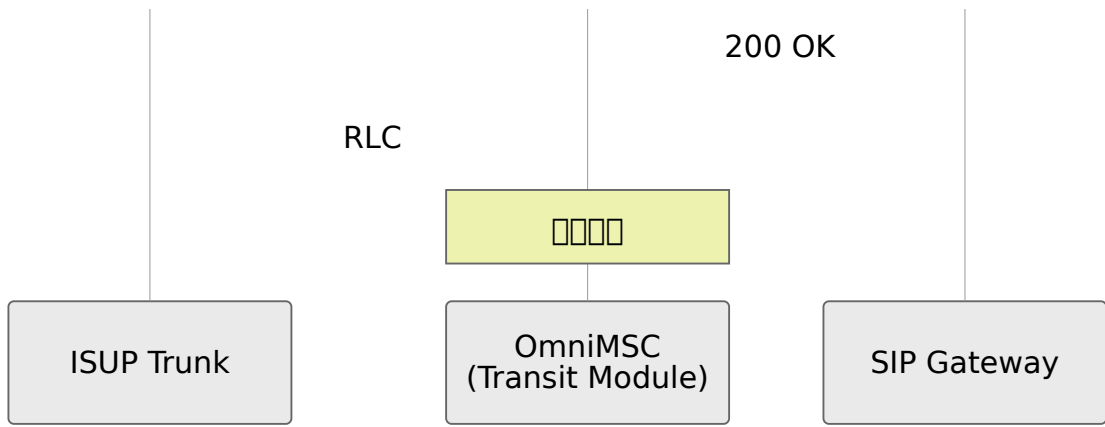 200 OK
RLC
ISUP Trunk
OmniMSC
(Transit Module)
SIP Gateway